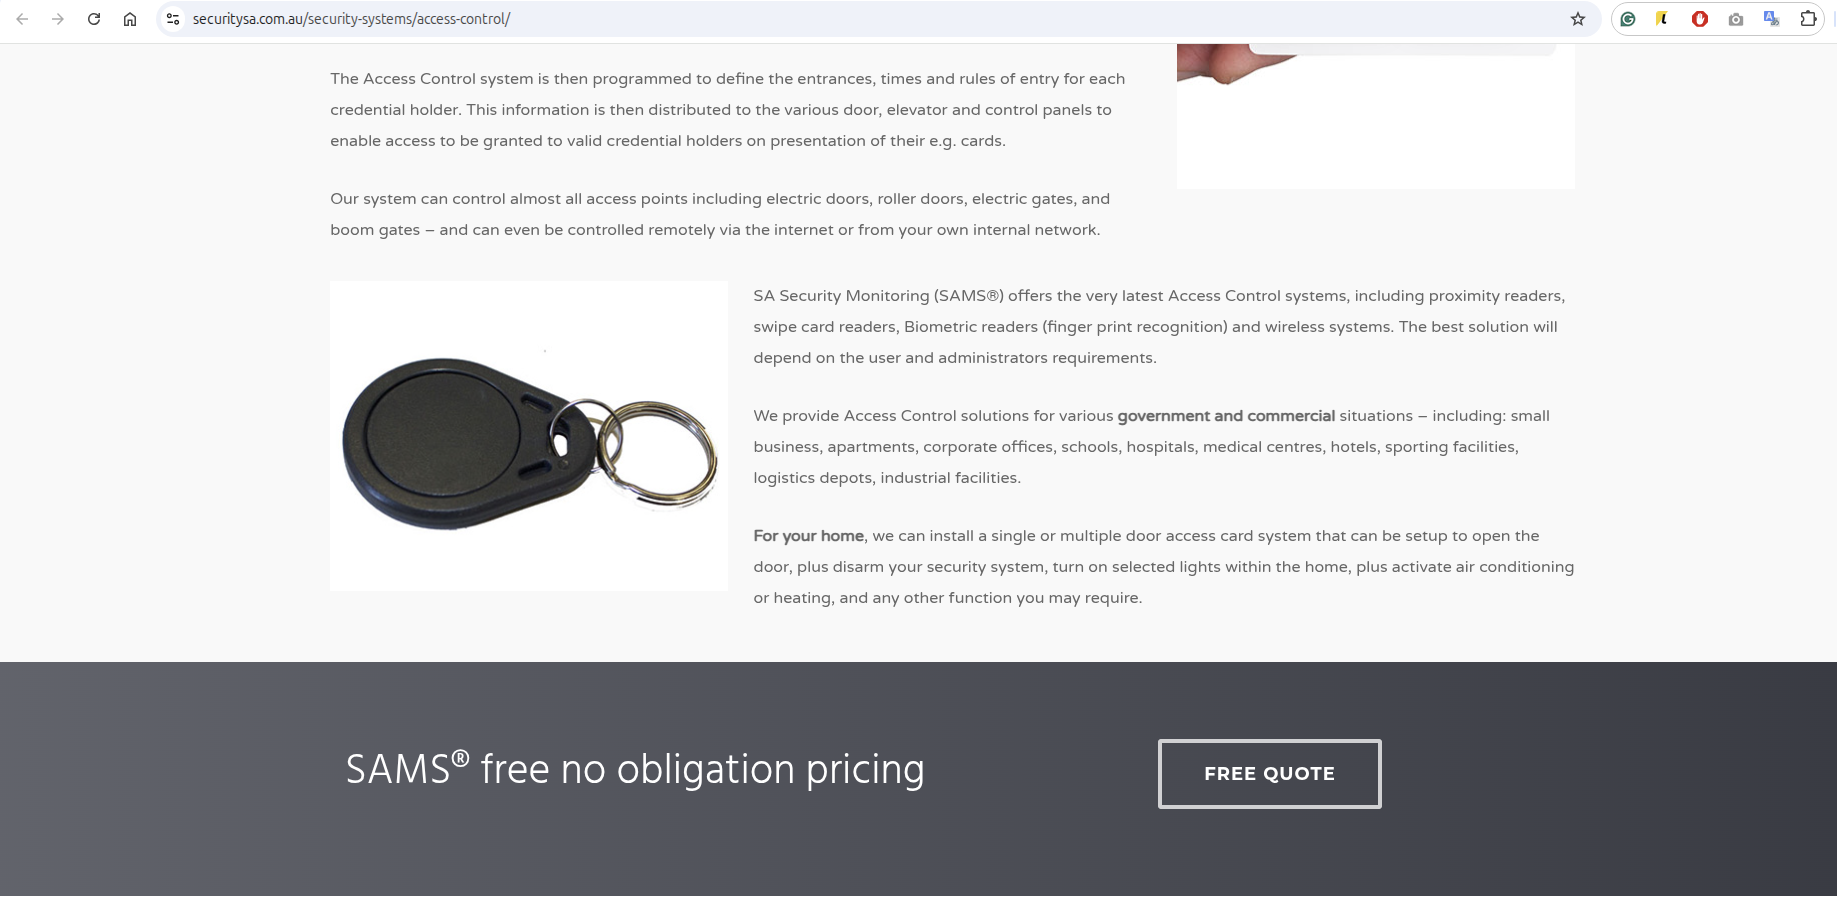 securitysa.com.au/security-systems/access-control/
The Access Control system is then programmed to define the entrances, times and rules of entry for each
credential holder. This information is then distributed to the various door, elevator and control panels to
enable access to be granted to valid credential holders on presentation of their e.g. cards.
Our system can control almost all access points including electric doors, roller doors, electric gates, and
boom gates – and can even be controlled remotely via the internet or from your own internal network.
SA Security Monitoring (SAMS®) offers the very latest Access Control systems, including proximity readers,
swipe card readers, Biometric readers (finger print recognition) and wireless systems. The best solution will
depend on the user and administrators requirements.
We provide Access Control solutions for various government and commercial situations – including: small
business, apartments, corporate offices, schools, hospitals, medical centres, hotels, sporting facilities,
logistics depots, industrial facilities.
For your home, we can install a single or multiple door access card system that can be setup to open the
door, plus disarm your security system, turn on selected lights within the home, plus activate air conditioning
or heating, and any other function you may require.
SAMS® free no obligation pricing
FREE QUOTE